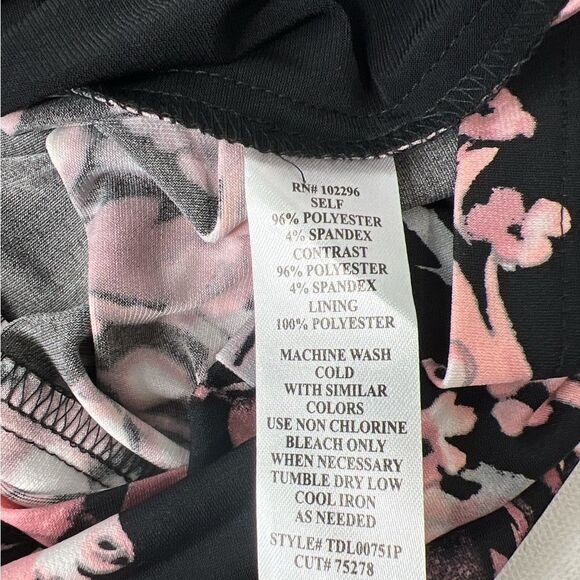 RN# 102296
SELF
96% POLYESTER
4% SPANDEX
CONTRAST
96% POLYESTER
4% SPANDEX
LINING
100% POLYESTER
MACHINE WASH
COLD
WITH SIMILAR
COLORS
USE NON CHLORINE
BLEACH ONLY
WHEN NECESSARY
TUMBLE DRY LOW
COOL IRON
AS NEEDED
STYLE# TDL00751P
CUT# 75278